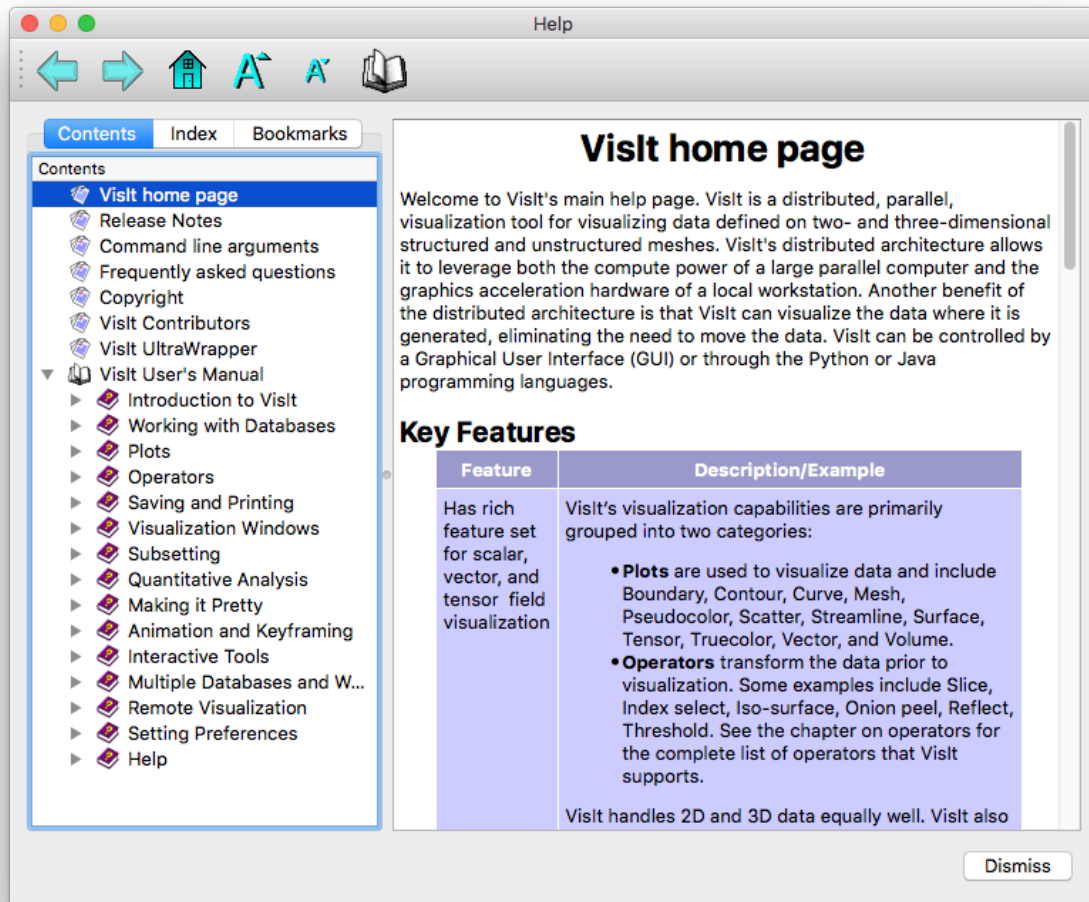 Help
Contents
Index
Bookmarks
Contents
VisIt home page
Release Notes
Command line arguments
Frequently asked questions
Copyright
VisIt Contributors
VisIt UltraWrapper
VisIt User's Manual
Introduction to VisIt
Working with Databases
Plots
Operators
Saving and Printing
Visualization Windows
Subsetting
Quantitative Analysis
Making it Pretty
Animation and Keyframing
Interactive Tools
Multiple Databases and W...
Remote Visualization
Setting Preferences
Help
VisIt home page
Welcome to VisIt's main help page. VisIt is a distributed, parallel,
visualization tool for visualizing data defined on two- and three-dimensional
structured and unstructured meshes. VisIt's distributed architecture allows
it to leverage both the compute power of a large parallel computer and the
graphics acceleration hardware of a local workstation. Another benefit of
the distributed architecture is that VisIt can visualize the data where it is
generated, eliminating the need to move the data. VisIt can be controlled by
a Graphical User Interface (GUI) or through the Python or Java
programming languages.
Key Features
Feature
Description/Example
Has rich
feature set
for scalar,
vector, and
tensor field
visualization
VisIt's visualization capabilities are primarily
grouped into two categories:
• Plots are used to visualize data and include
Boundary, Contour, Curve, Mesh,
Pseudocolor, Scatter, Streamline, Surface,
Tensor, Truecolor, Vector, and Volume.
• Operators transform the data prior to
visualization. Some examples include Slice,
Index select, Iso-surface, Onion peel, Reflect,
Threshold. See the chapter on operators for
the complete list of operators that VisIt
supports.
VisIt handles 2D and 3D data equally well. VisIt also
Dismiss